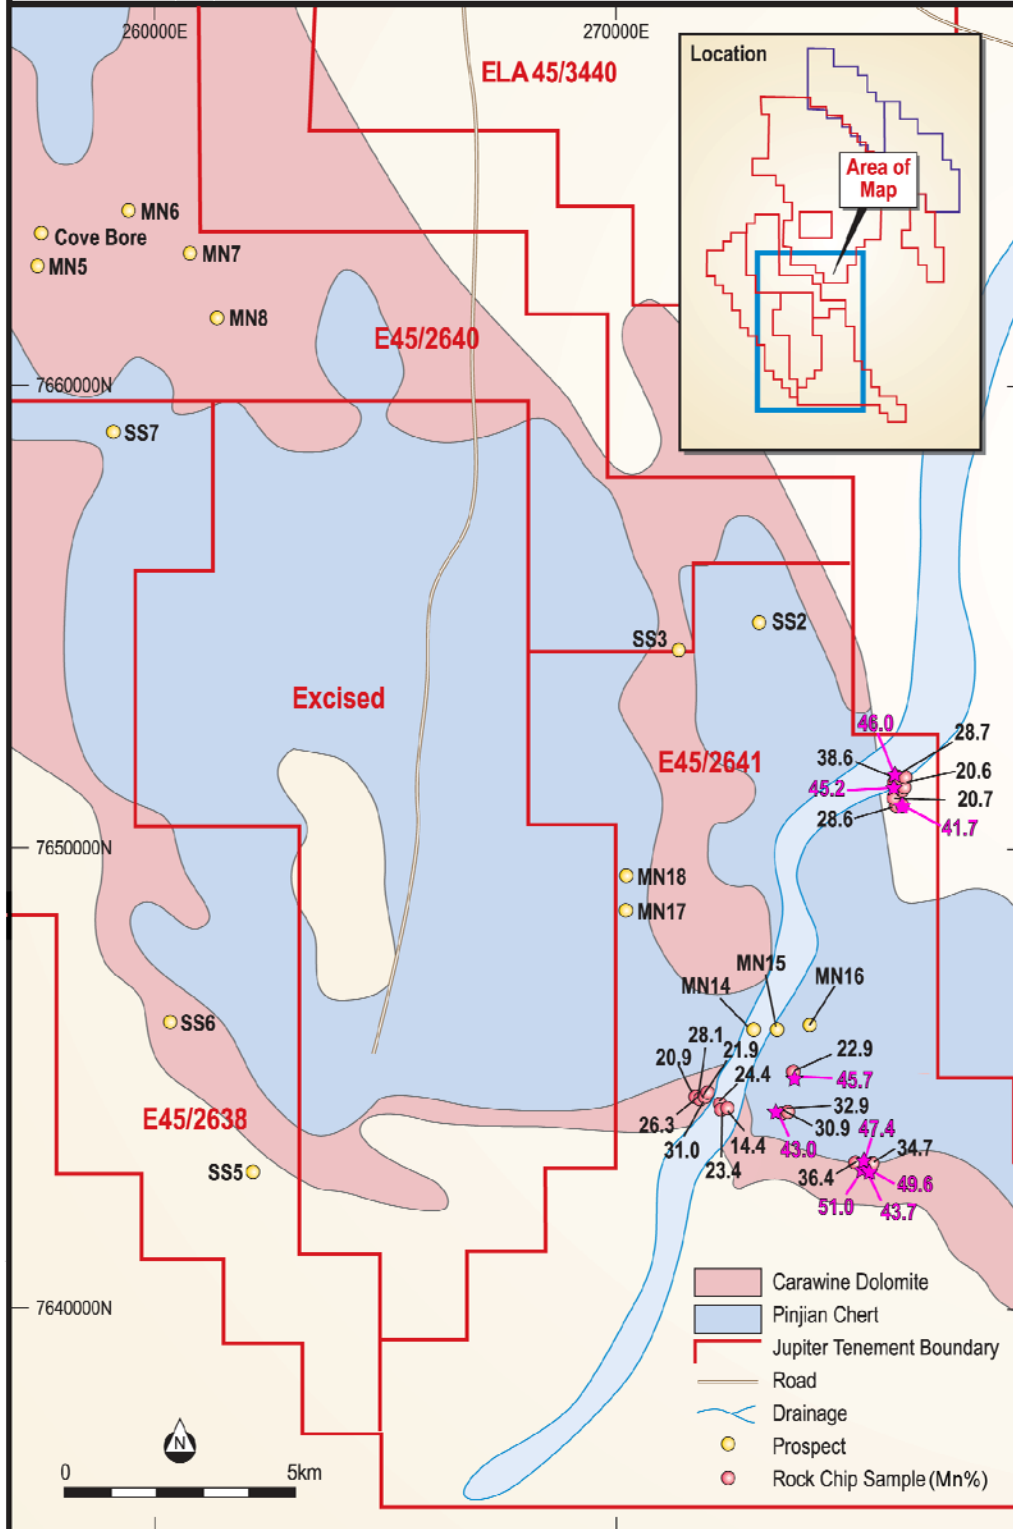 260000E
270000E
ELA 45/3440
Location
Area of
Map
MN6
Cove Bore
MN5
MN7
MN8
E45/2640
7660000N
SS7
SS2
SS3
Excised
E45/2641
46.0
28.7
38.6
20.6
45.2
20.7
28.6
41.7
7650000N
MN18
MN17
MN15
MN14
MN16
SS6
28.1
21.9
20.9
24.4
22.9
45.7
E45/2638
26.3
31.0
14.4
23.4
32.9
30.9
43.0
47.4
34.7
36.4
49.6
51.0
43.7
SS5
7640000N
Carawine Dolomite
Pinjian Chert
Jupiter Tenement Boundary
Road
Drainage
Prospect
Rock Chip Sample (Mn%)
N
0
5km